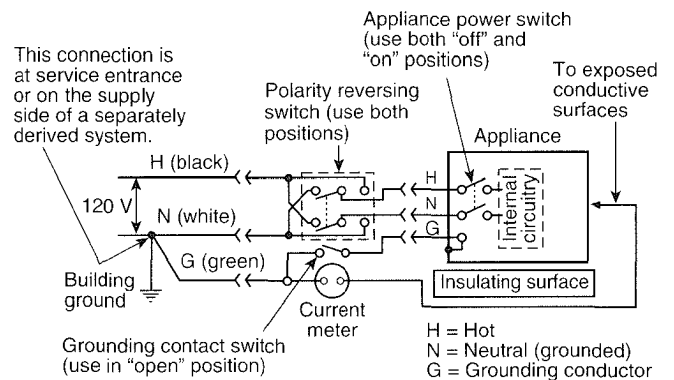 Appliance power switch
(use both “off” and
“on” positions)
This connection is
at service entrance
or on the supply
side of a separately
derived system.
Polarity reversing
switch (use both
positions)
To exposed
conductive
surfaces
Appliance
H (black)
H
120 V
N (white)
N
Internal
circuitry
G
G (green)
Building
ground
Insulating surface
Current
meter
Grounding contact switch
(use in “open” position)
H = Hot
N = Neutral (grounded)
G = Grounding conductor